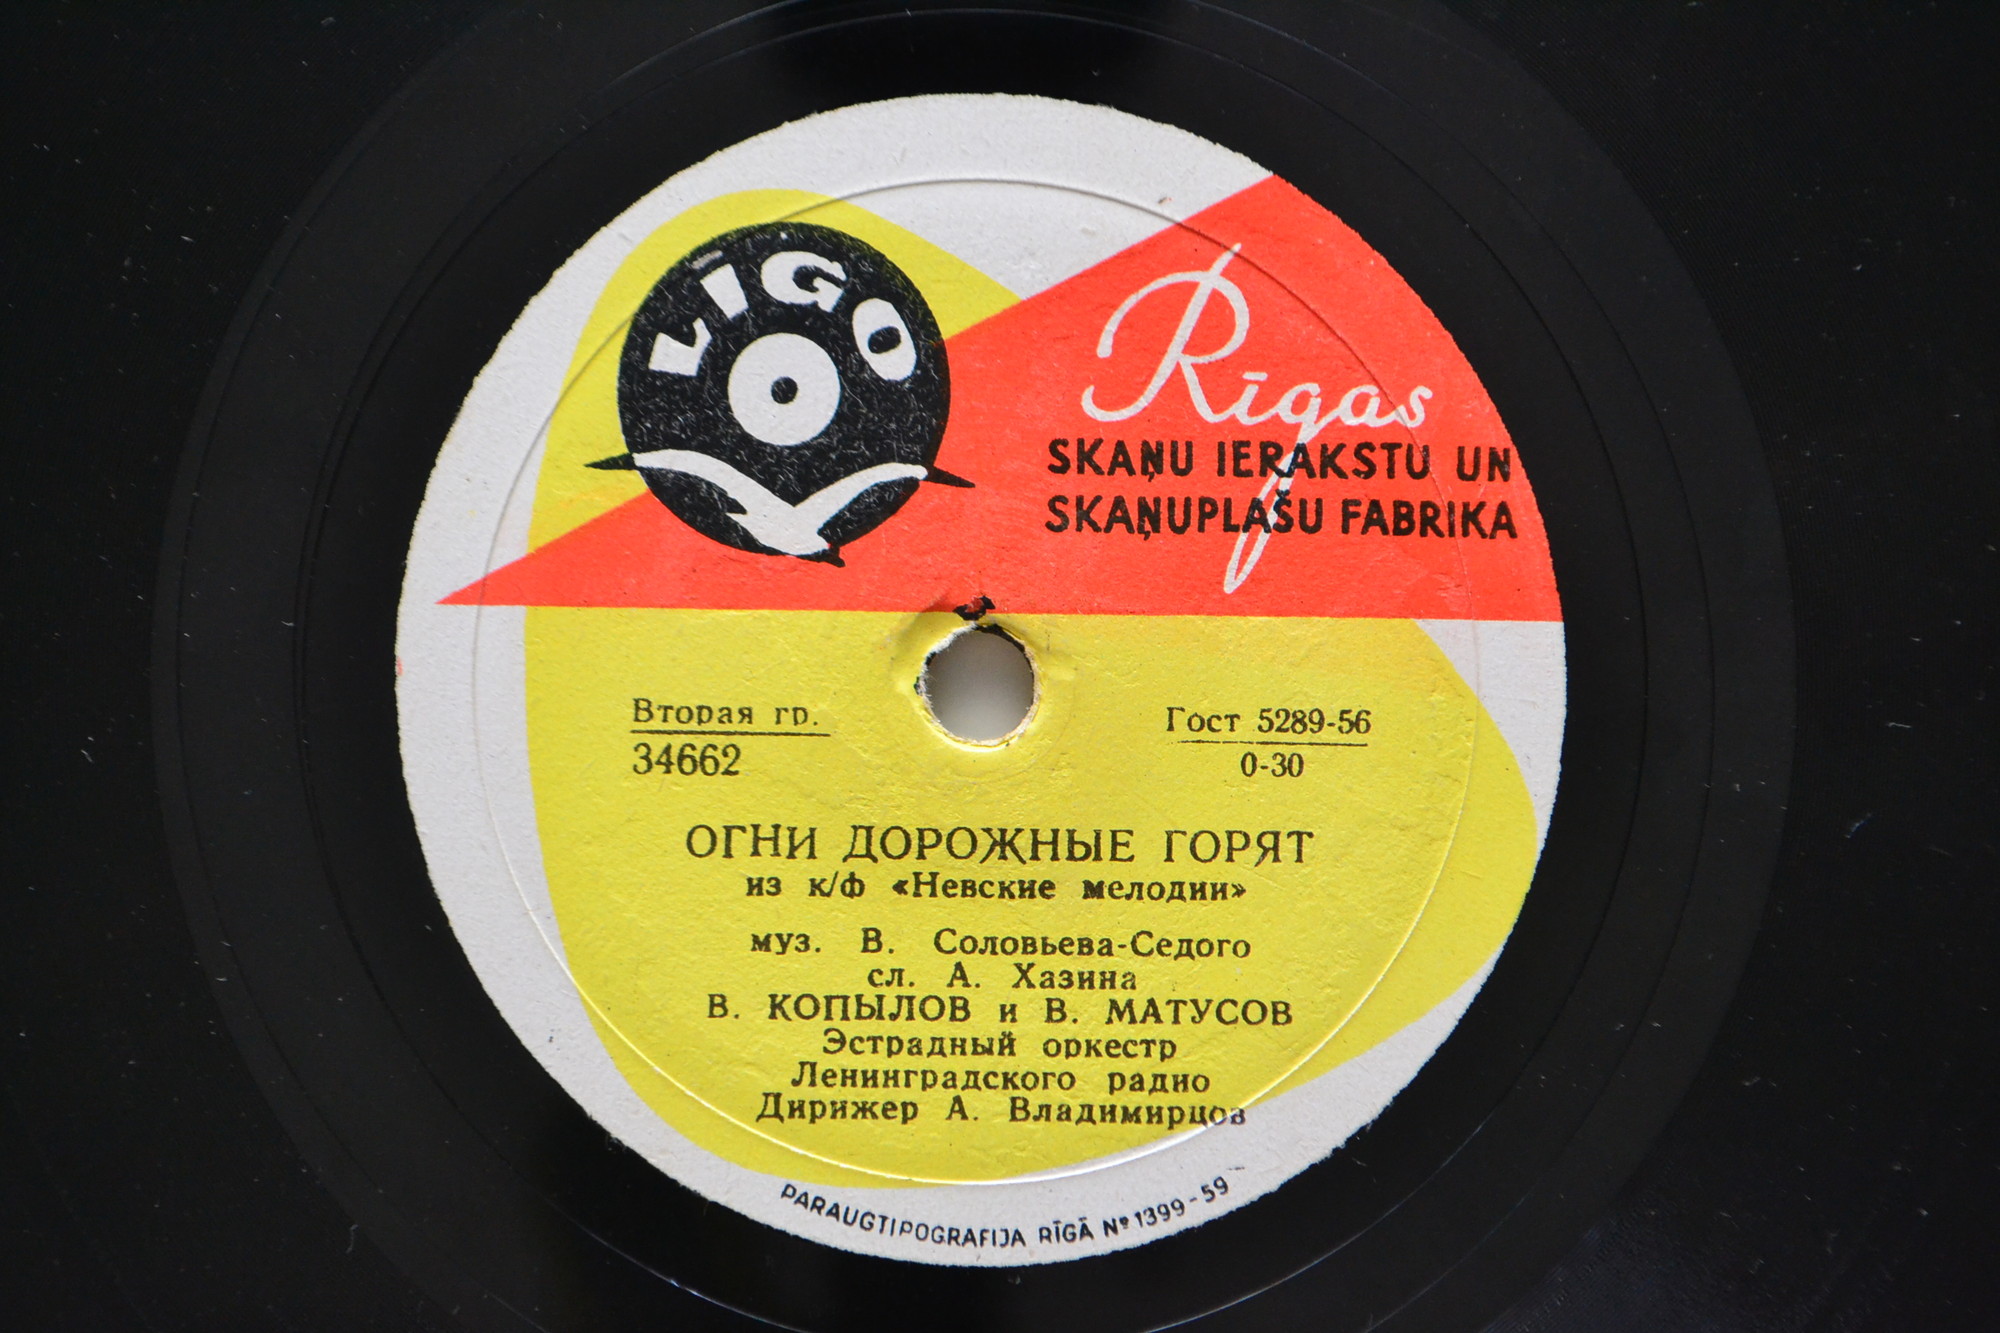 LĪGO
Rīgas
SKAŅU IERAKSTU UN
SKAŅUPLAŠU FABRIKA
Вторая гр.
34662
Гост 5289-56
0-30
ОГНИ ДОРОЖНЫЕ ГОРЯТ
из к/ф «Невские мелодии»
муз. В. Соловьева-Седого
сл. А. Хазина
В. КОПЫЛОВ и В. МАТУСОВ
Эстрадный оркестр
Ленинградского радио
Дирижер А. Владимирцов
PARAUGTIPOGRAFIJA RĪGĀ № 1399-59